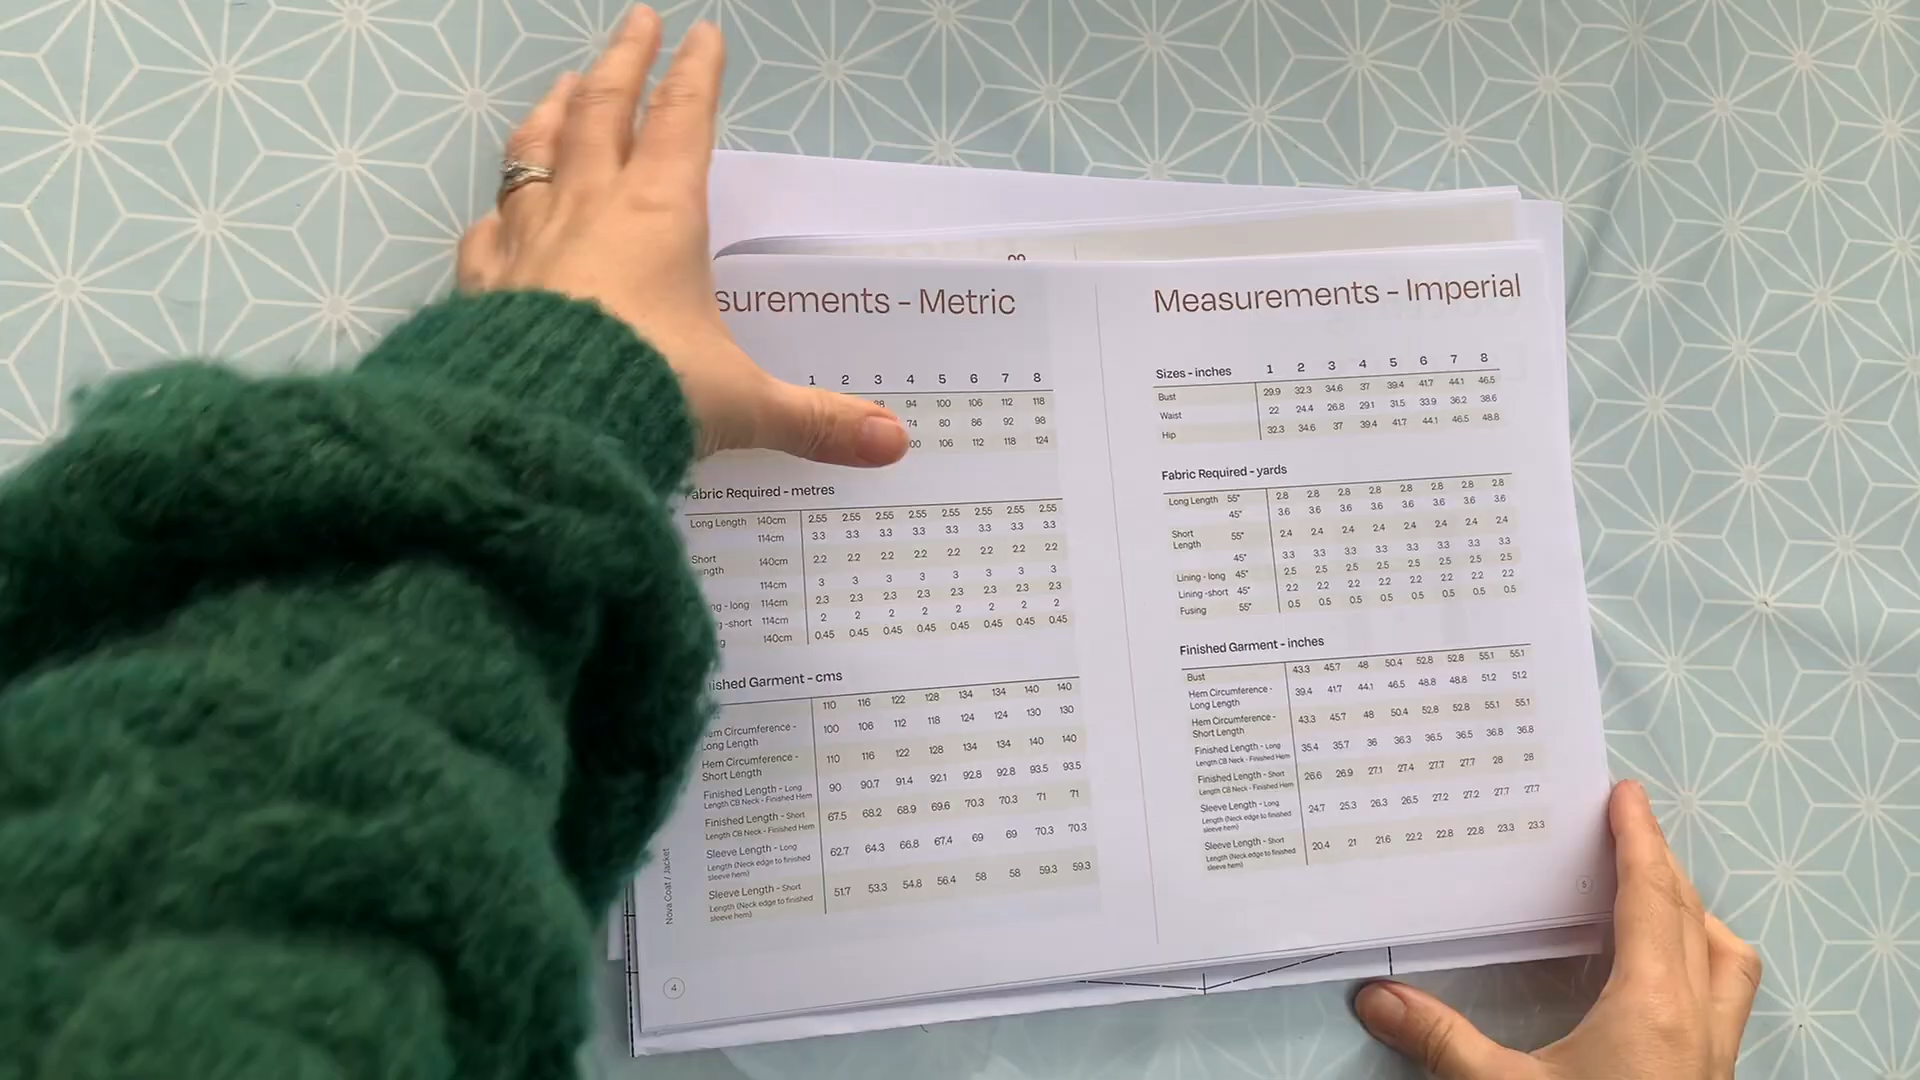 surements - Metric
1 2 3 4 5 6 7 8
94 100 106 112 118
74 80 86 92 98
106 112 118 124
Fabric Required - metres
Long Length 140cm 2.55 2.55 2.55 2.55 2.55 2.55 2.55 2.55
114cm 3.3 3.3 3.3 3.3 3.3 3.3 3.3 3.3
Short
ngth 140cm 2.2 2.2 2.2 2.2 2.2 2.2 2.2 2.2
114cm 3 3 3 3 3 3 3 3
ng - long 114cm 2.3 2.3 2.3 2.3 2.3 2.3 2.3 2.3
g -short 114cm 2 2 2 2 2 2 2 2
g 140cm 0.45 0.45 0.45 0.45 0.45 0.45 0.45 0.45
ished Garment - cms
110 116 122 128 134 134 140 140
em Circumference -
Long Length 100 106 112 118 124 124 130 130
Hem Circumference -
Short Length 110 116 122 128 134 134 140 140
Finished Length - Long
Length CB Neck - Finished Hem 90 90.7 91.4 92.1 92.8 92.8 93.5 93.5
Finished Length - Short
Length CB Neck - Finished Hem 67.5 68.2 68.9 69.6 70.3 70.3 71 71
Sleeve Length - Long
Length (Neck edge to finished
sleeve hem) 62.7 64.3 66.8 67.4 69 69 70.3 70.3
Sleeve Length - Short
Length (Neck edge to finished
sleeve hem) 51.7 53.3 54.8 56.4 58 58 59.3 59.3
Nova Coat / Jacket
4
Measurements - Imperial
Sizes - inches 1 2 3 4 5 6 7 8
Bust 29.9 32.3 34.6 37 39.4 41.7 44.1 46.5
Waist 22 24.4 26.8 29.1 31.5 33.9 36.2 38.6
Hip 32.3 34.6 37 39.4 41.7 44.1 46.5 48.8
Fabric Required - yards
Long Length 55" 2.8 2.8 2.8 2.8 2.8 2.8 2.8 2.8
45" 3.6 3.6 3.6 3.6 3.6 3.6 3.6 3.6
Short
Length 55" 2.4 2.4 2.4 2.4 2.4 2.4 2.4 2.4
45" 3.3 3.3 3.3 3.3 3.3 3.3 3.3 3.3
Lining - long 45" 2.5 2.5 2.5 2.5 2.5 2.5 2.5 2.5
Lining -short 45" 2.2 2.2 2.2 2.2 2.2 2.2 2.2 2.2
Fusing 55" 0.5 0.5 0.5 0.5 0.5 0.5 0.5 0.5
Finished Garment - inches
Bust 43.3 45.7 48 50.4 52.8 52.8 55.1 55.1
Hem Circumference -
Long Length 39.4 41.7 44.1 46.5 48.8 48.8 51.2 51.2
Hem Circumference -
Short Length 43.3 45.7 48 50.4 52.8 52.8 55.1 55.1
Finished Length - Long
Length CB Neck - Finished Hem 35.4 35.7 36 36.3 36.5 36.5 36.8 36.8
Finished Length - Short
Length CB Neck - Finished Hem 26.6 26.9 27.1 27.4 27.7 27.7 28 28
Sleeve Length - Long
Length (Neck edge to finished
sleeve hem) 24.7 25.3 26.3 26.5 27.2 27.2 27.7 27.7
Sleeve Length - Short
Length (Neck edge to finished
sleeve hem) 20.4 21 21.6 22.2 22.8 22.8 23.3 23.3
5